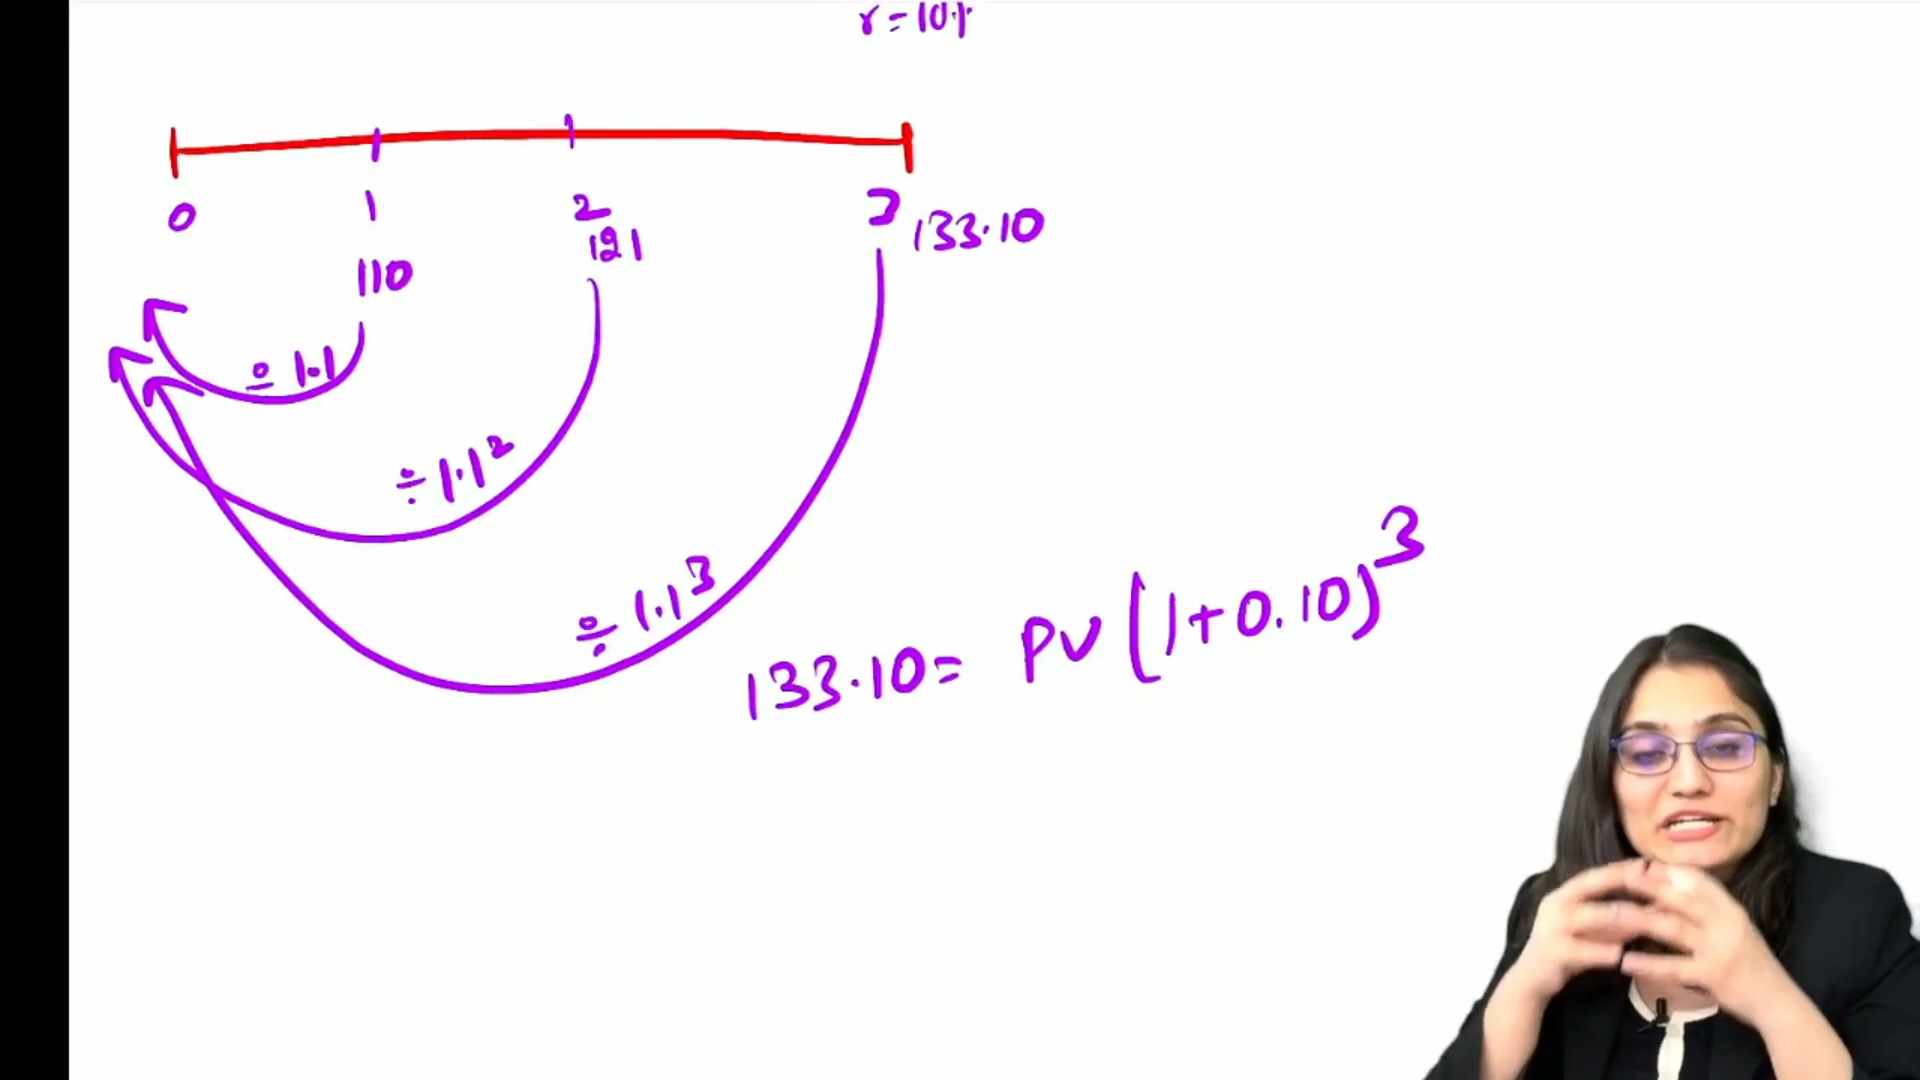 r=10%
0 1 2 3 133.10
121
110
÷ 1.1
÷ 1.1²
÷ 1.1³
133.10= PV (1+0.10)³